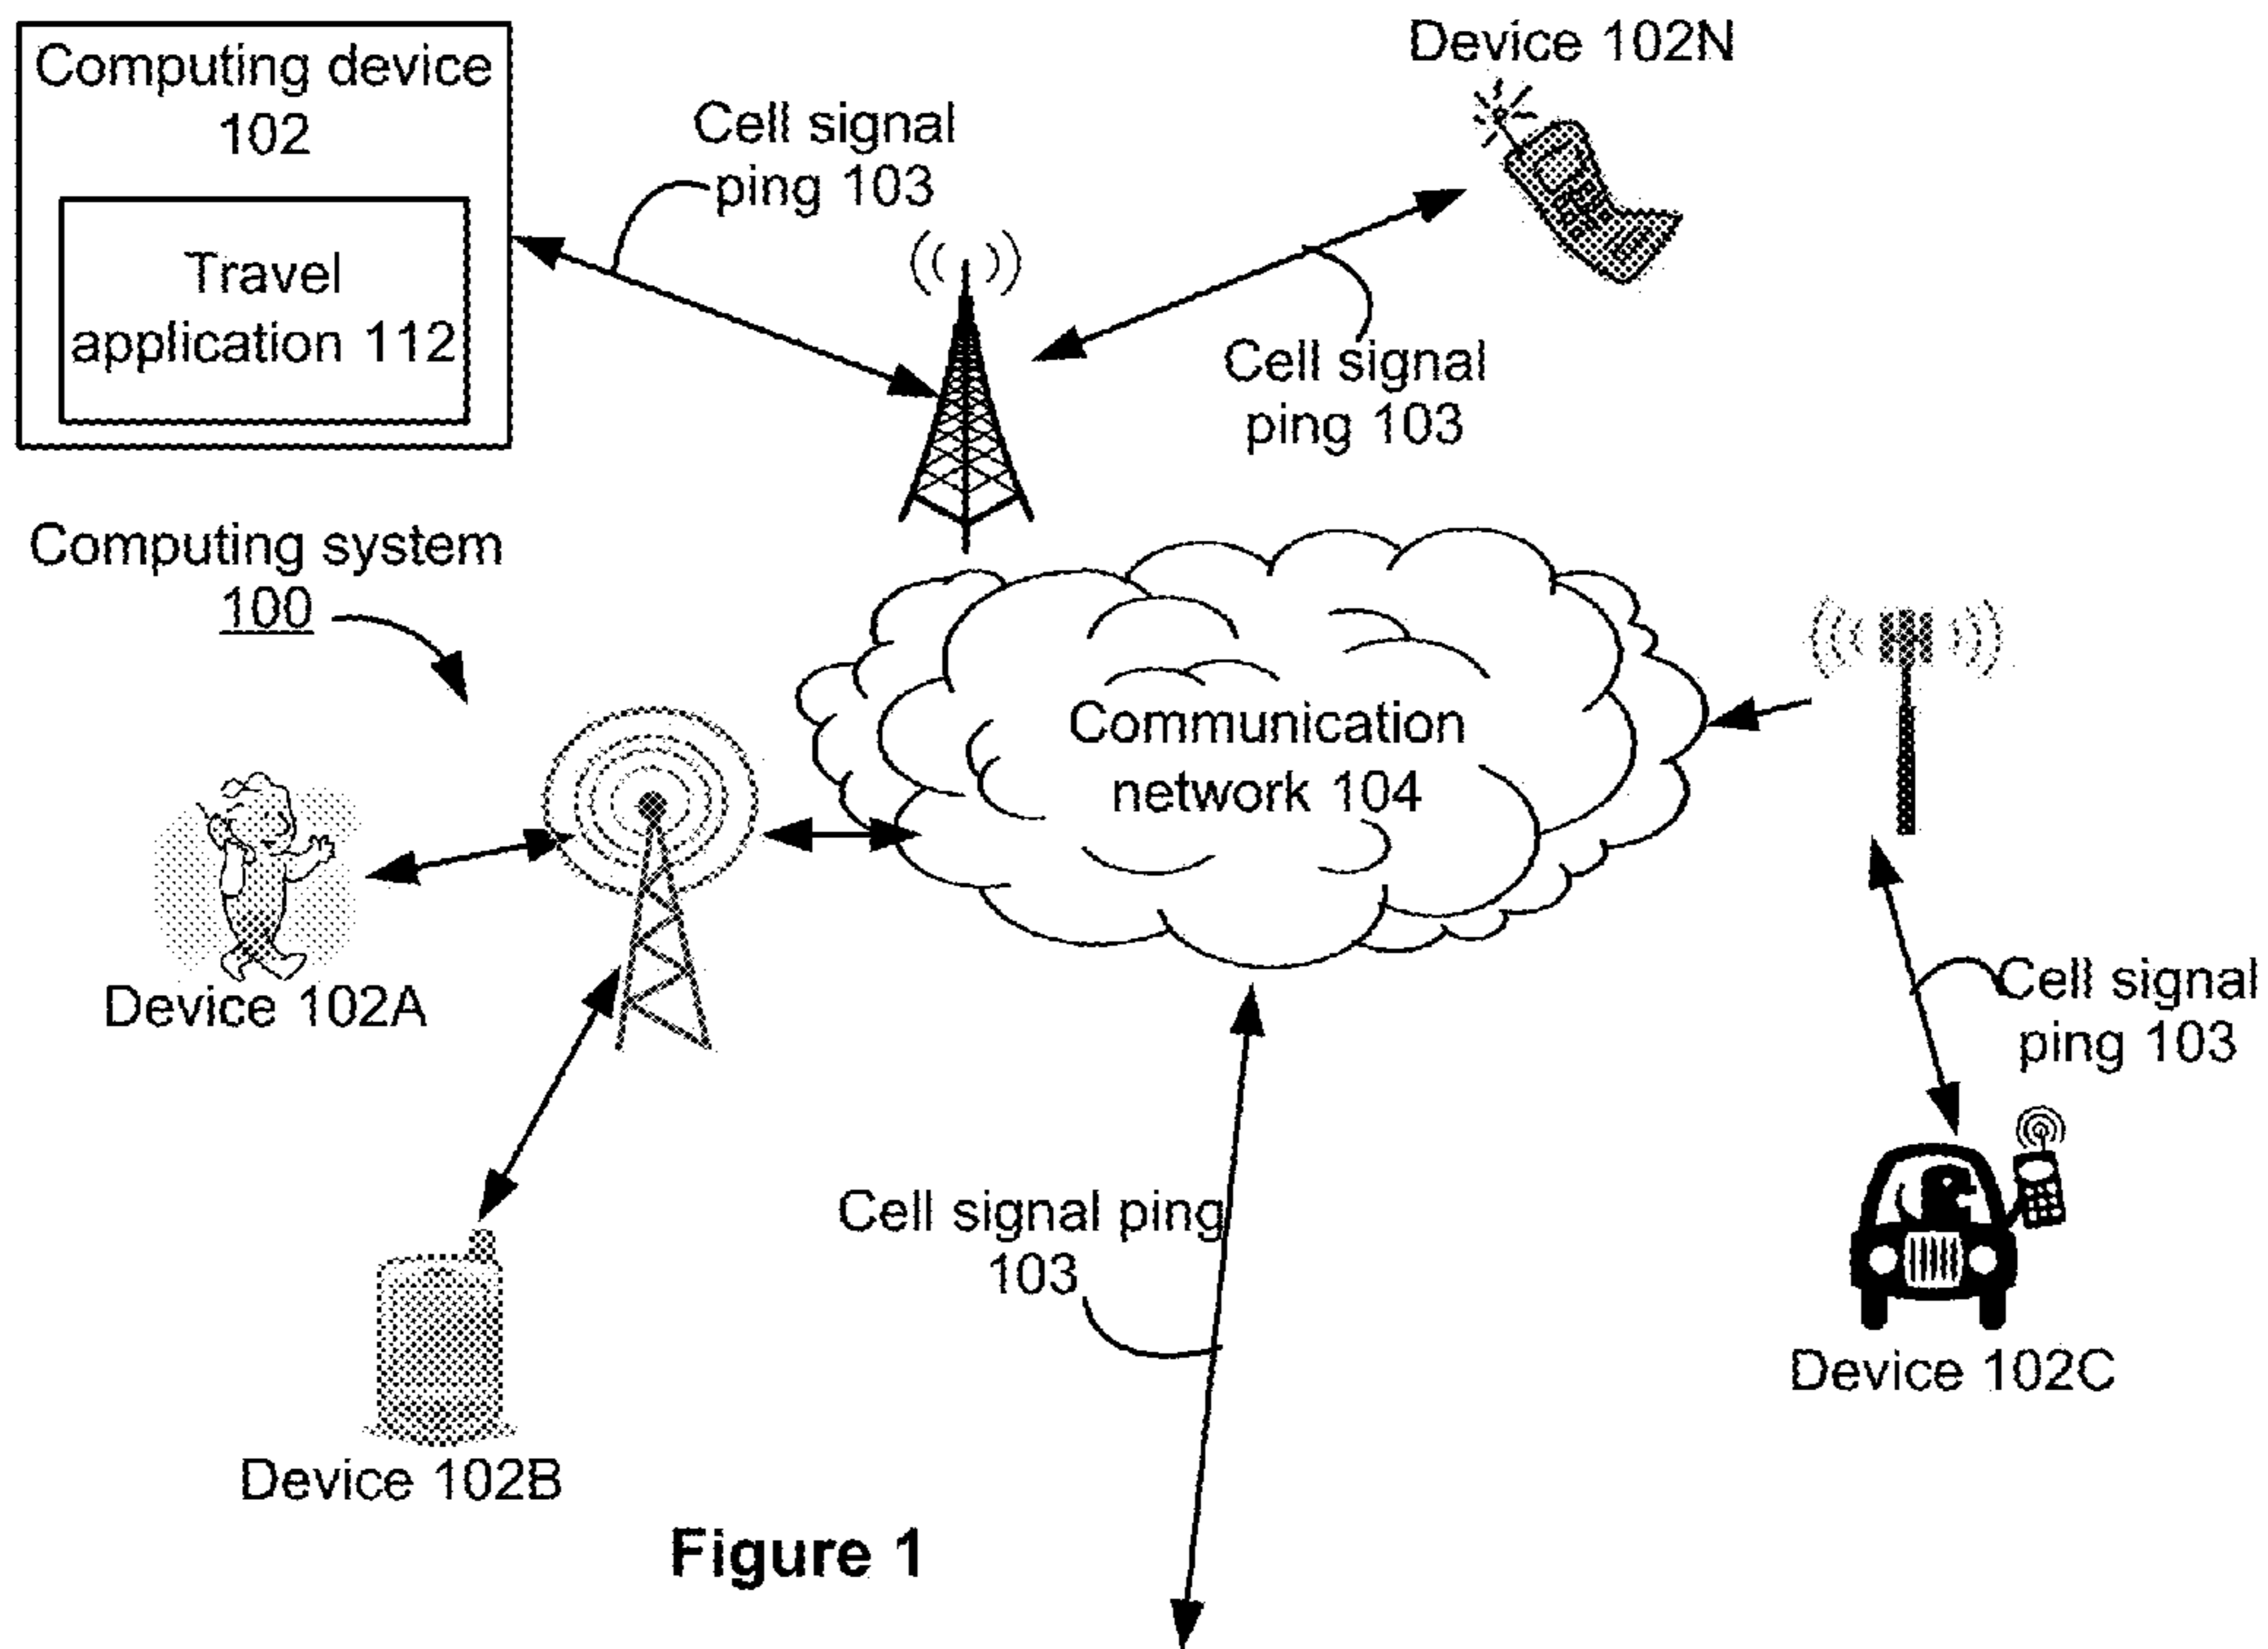 Computing device
102
Travel
application 112
Cell signal
ping 103
Device 102N
Cell signal
ping 103
Computing system
100
Communication
network 104
Device 102A
Cell signal
ping 103
Cell signal ping
103
Device 102C
Device 102B
Figure 1